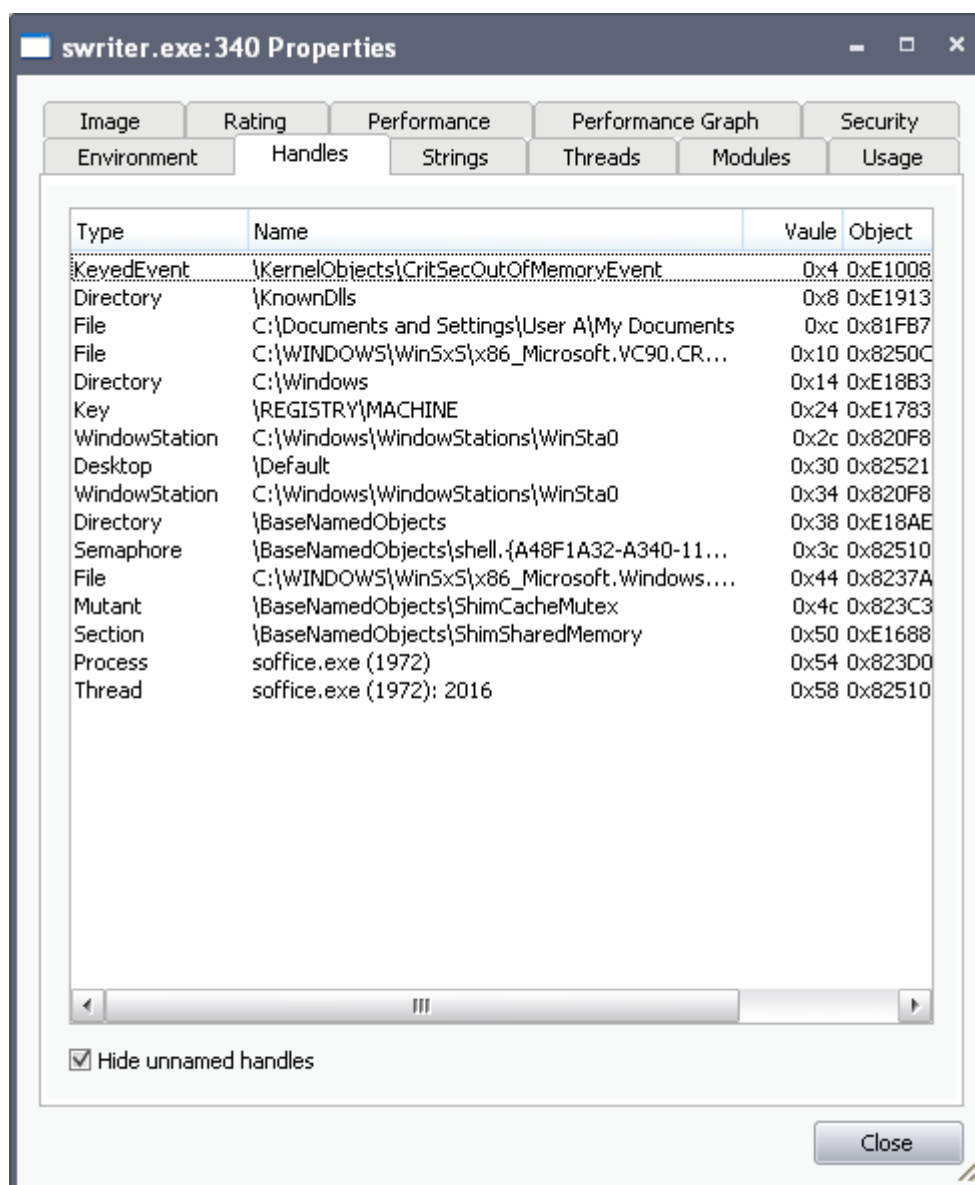 swriter.exe:340 Properties
Image Rating Performance Performance Graph Security
Environment Handles Strings Threads Modules Usage
Type Name Vaule Object
KeyedEvent \KernelObjects\CritSecOutOfMemoryEvent 0x4 0xE1008
Directory \KnownDlls 0x8 0xE1913
File C:\Documents and Settings\User A\My Documents 0xc 0x81FB7
File C:\WINDOWS\WinSxS\x86_Microsoft.VC90.CR... 0x10 0x8250C
Directory C:\Windows 0x14 0xE18B3
Key \REGISTRY\MACHINE 0x24 0xE1783
WindowStation C:\Windows\WindowStations\WinSta0 0x2c 0x820F8
Desktop \Default 0x30 0x82521
WindowStation C:\Windows\WindowStations\WinSta0 0x34 0x820F8
Directory \BaseNamedObjects 0x38 0xE18AE
Semaphore \BaseNamedObjects\shell.{A48F1A32-A340-11... 0x3c 0x82510
File C:\WINDOWS\WinSxS\x86_Microsoft.Windows.... 0x44 0x8237A
Mutant \BaseNamedObjects\ShimCacheMutex 0x4c 0x823C3
Section \BaseNamedObjects\ShimSharedMemory 0x50 0xE1688
Process soffice.exe (1972) 0x54 0x823D0
Thread soffice.exe (1972): 2016 0x58 0x82510
Hide unnamed handles
Close